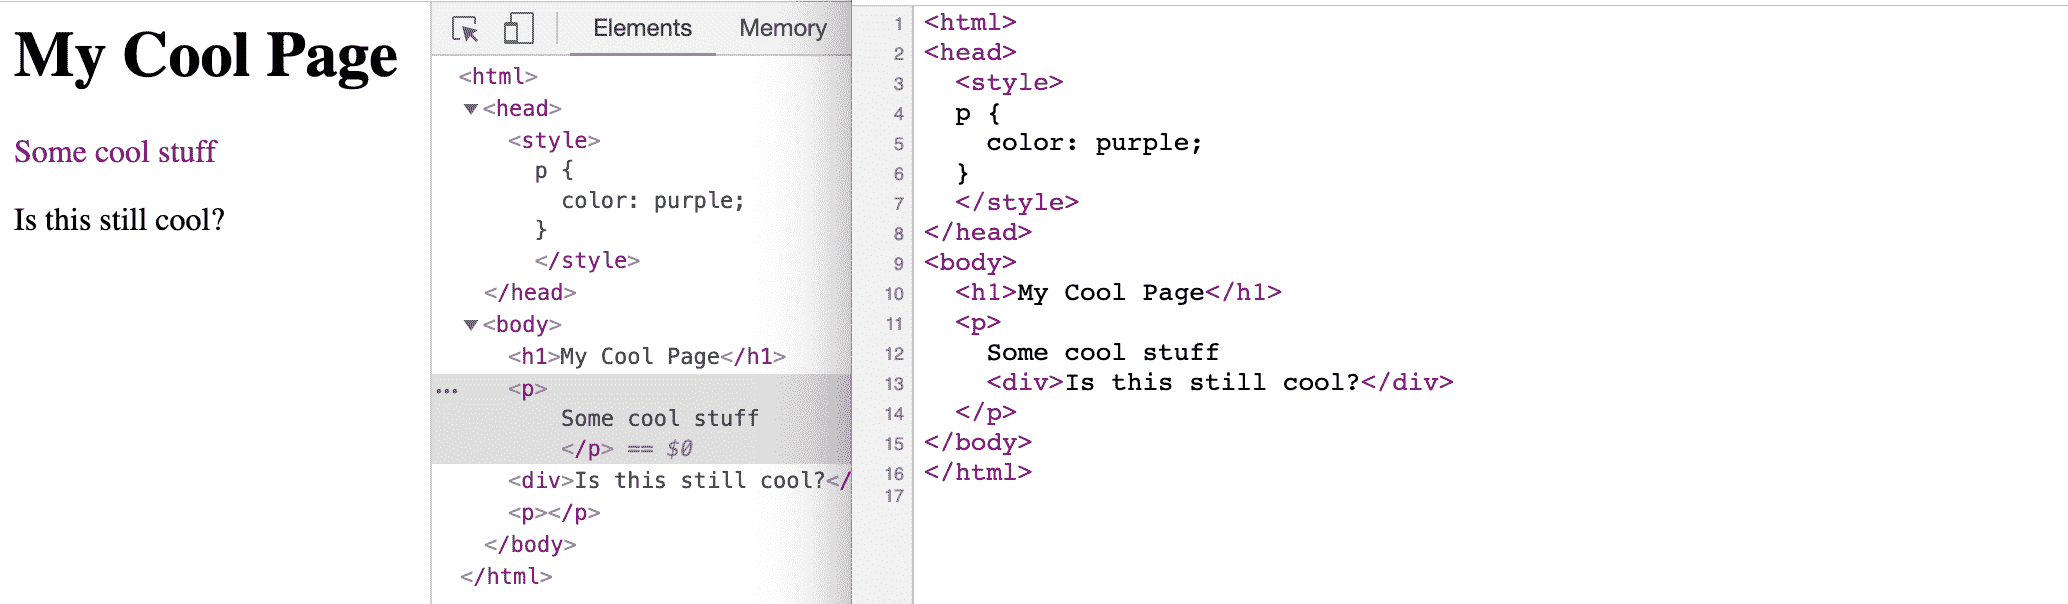 My Cool Page
Some cool stuff
Is this still cool?
Elements Memory
<html>
▼<head>
<style>
p {
color: purple;
}
</style>
</head>
▼<body>
<h1>My Cool Page</h1>
... <p>
Some cool stuff
</p> == $0
<div>Is this still cool?</
<p></p>
</body>
</html>
1 <html>
2 <head>
3 <style>
4 p {
5 color: purple;
6 }
7 </style>
8 </head>
9 <body>
10 <h1>My Cool Page</h1>
11 <p>
12 Some cool stuff
13 <div>Is this still cool?</div>
14 </p>
15 </body>
16 </html>
17